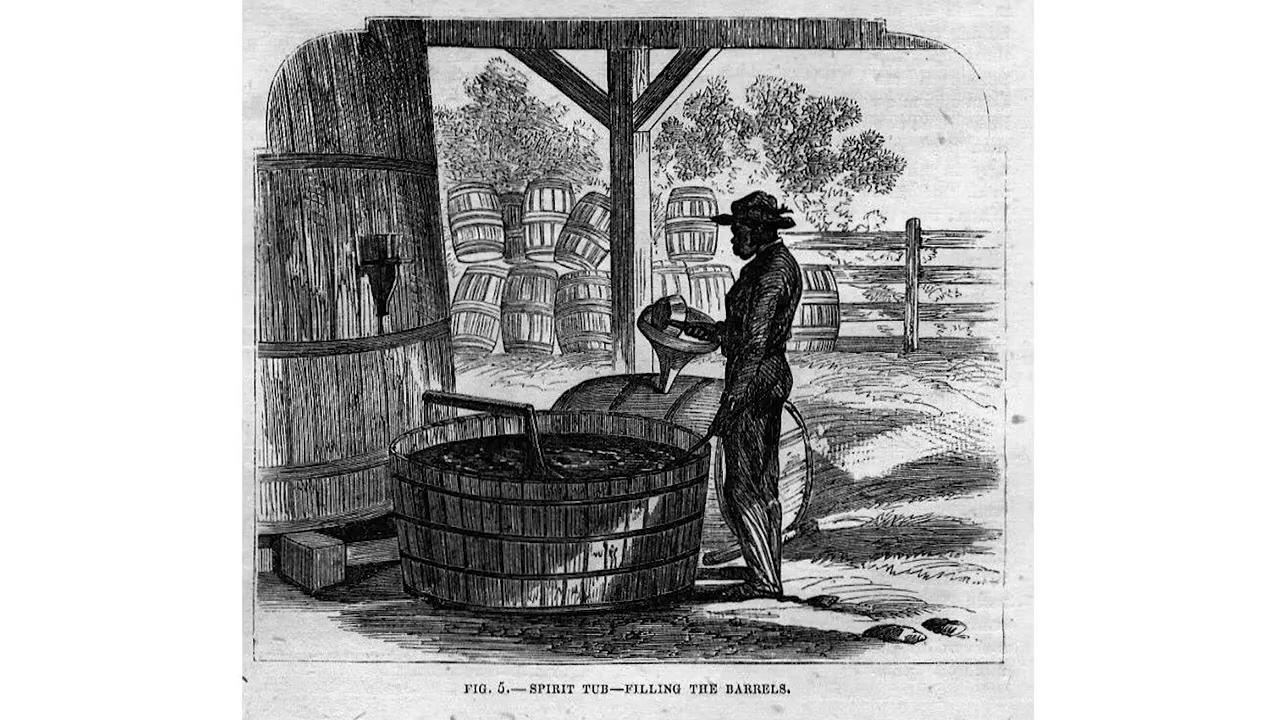 FIG. 5.—SPIRIT TUB—FILLING THE BARRELS.